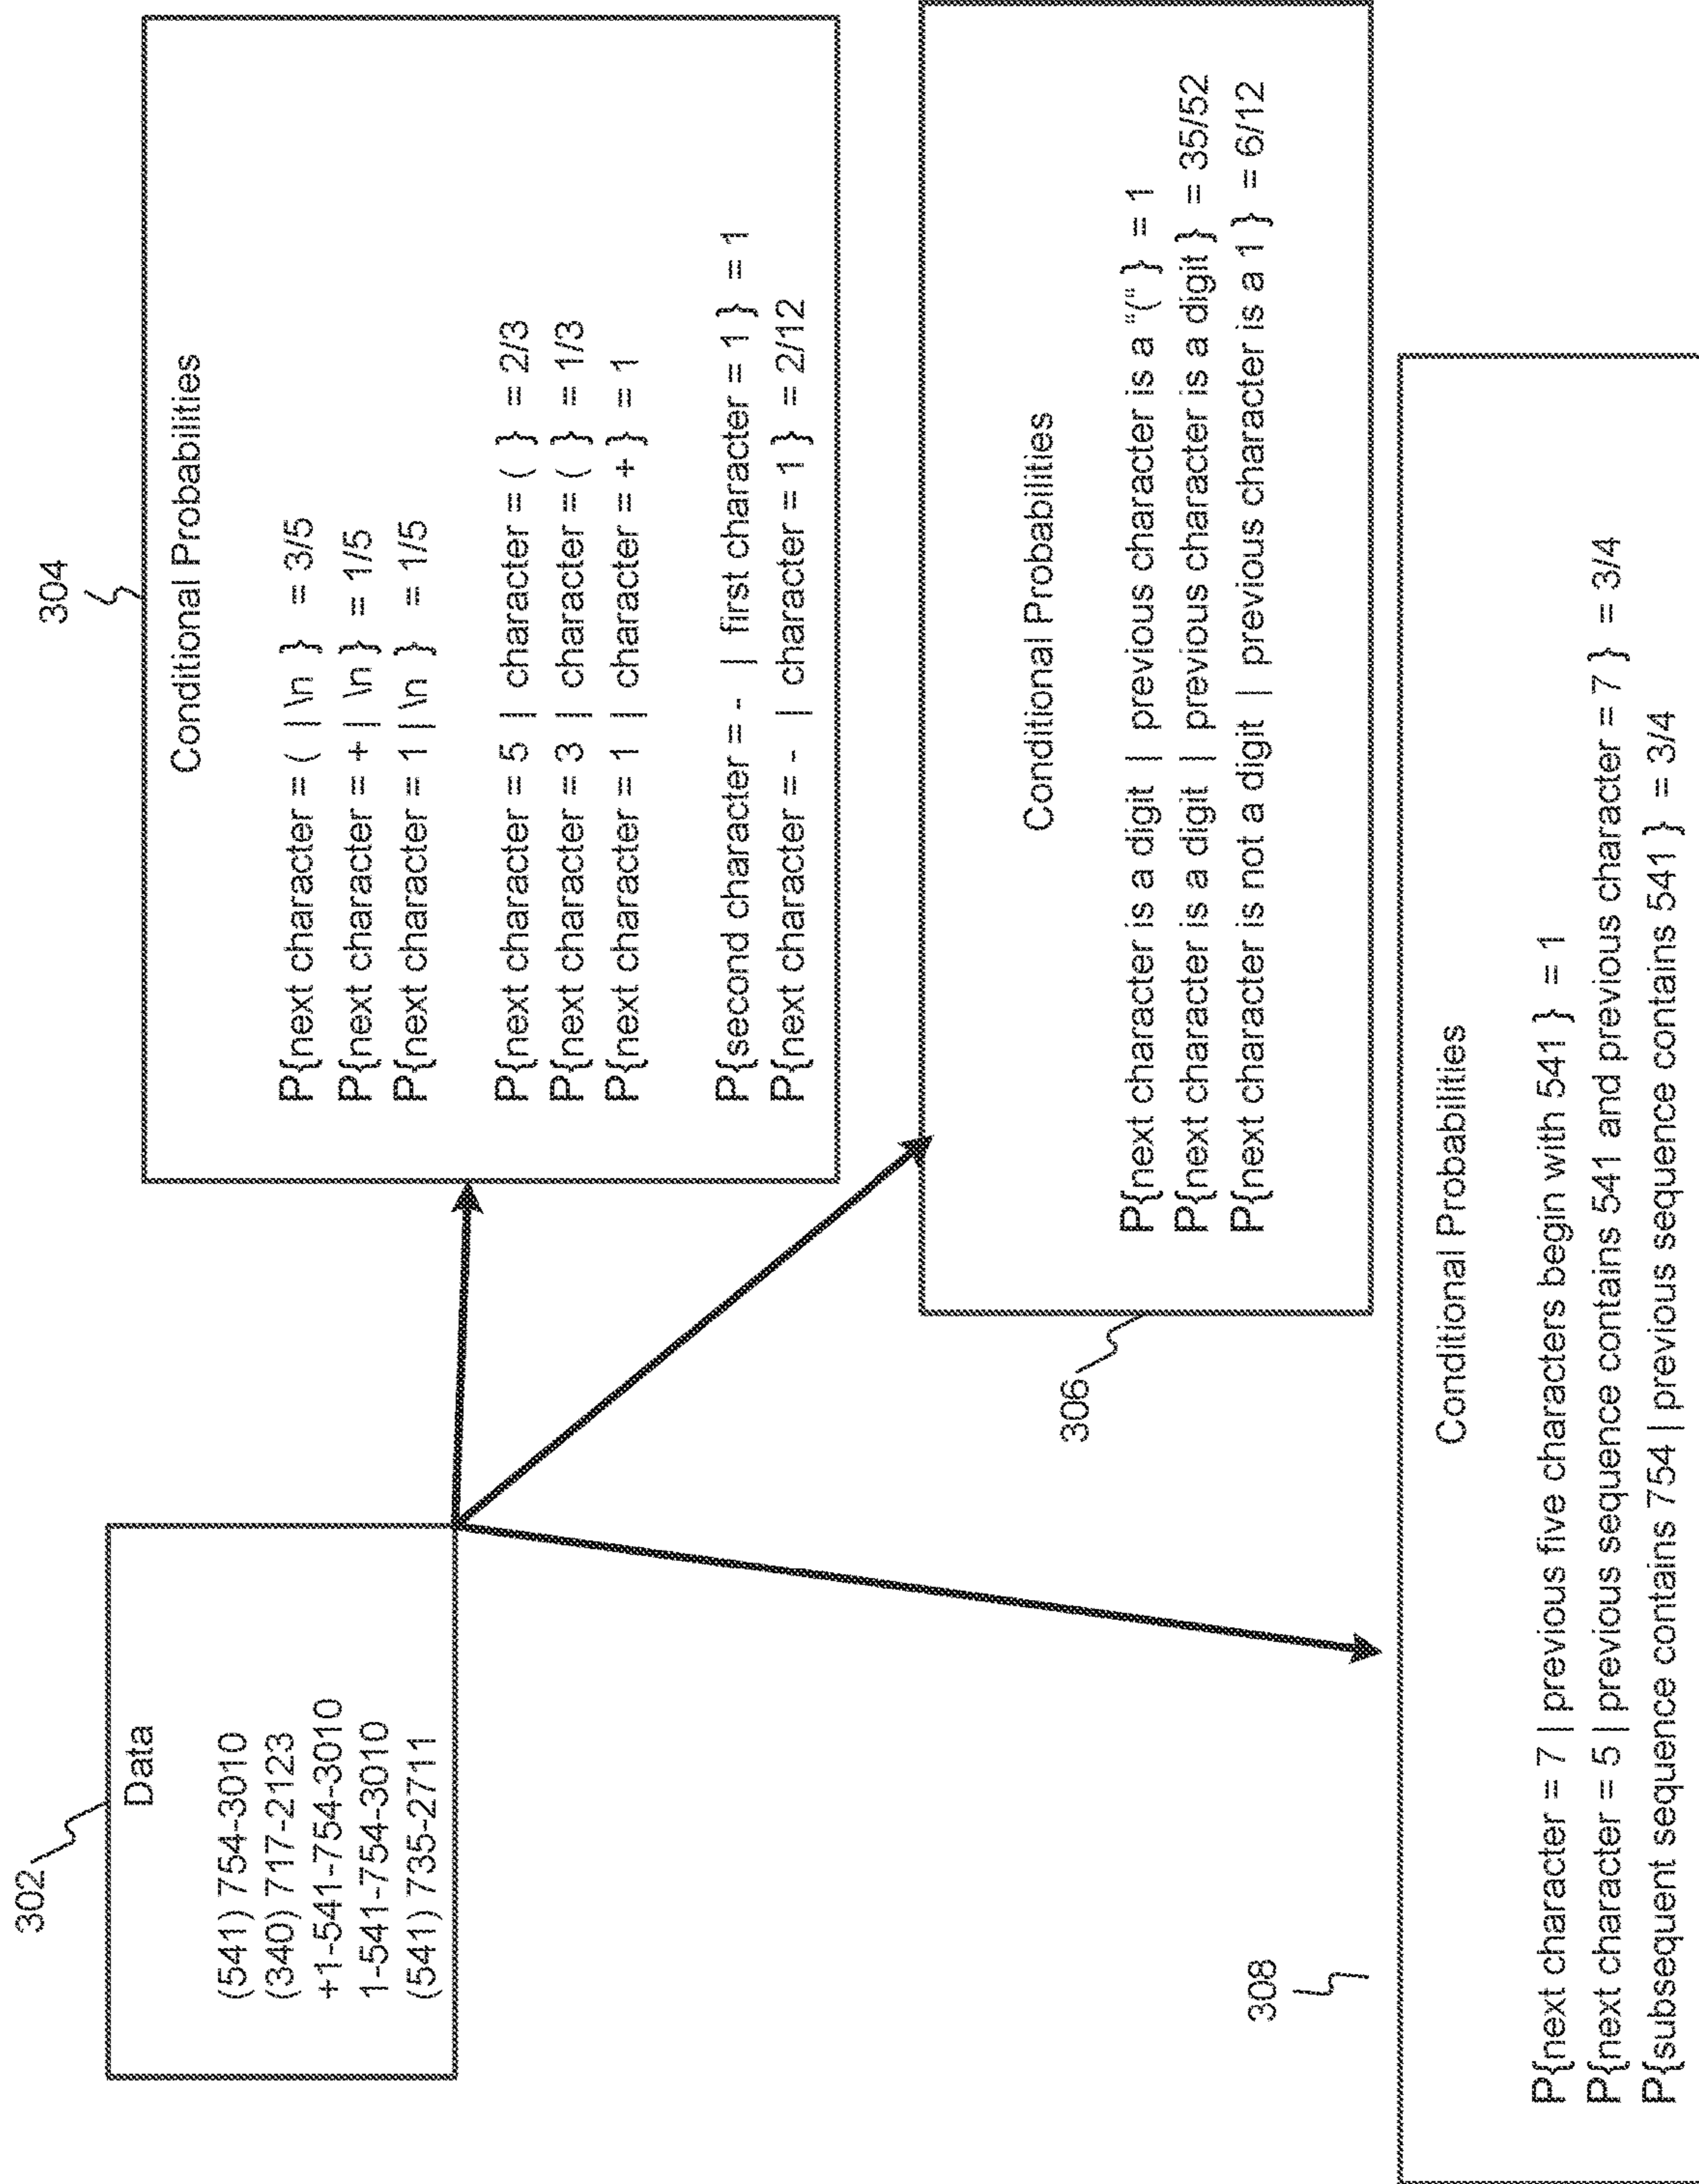 302
Data
(541) 754-3010
(340) 717-2123
+1-541-754-3010
1-541-754-3010
(541) 735-2711
304
Conditional Probabilities
P{next character = ( | \n } = 3/5
P{next character = + | \n } = 1/5
P{next character = 1 | \n } = 1/5
P{next character = 5 | character = ( } = 2/3
P{next character = 3 | character = ( } = 1/3
P{next character = 1 | character = + } = 1
P{second character = - | first character = 1 } = 1
P{next character = - | character = 1 } = 2/12
306
Conditional Probabilities
P{next character is a digit | previous character is a "(" } = 1
P{next character is a digit | previous character is a digit } = 35/52
P{next character is not a digit | previous character is a 1 } = 6/12
308
Conditional Probabilities
P{next character = 7 | previous five characters begin with 541 } = 1
P{next character = 5 | previous sequence contains 541 and previous character = 7 } = 3/4
P{subsequent sequence contains 754 | previous sequence contains 541 } = 3/4